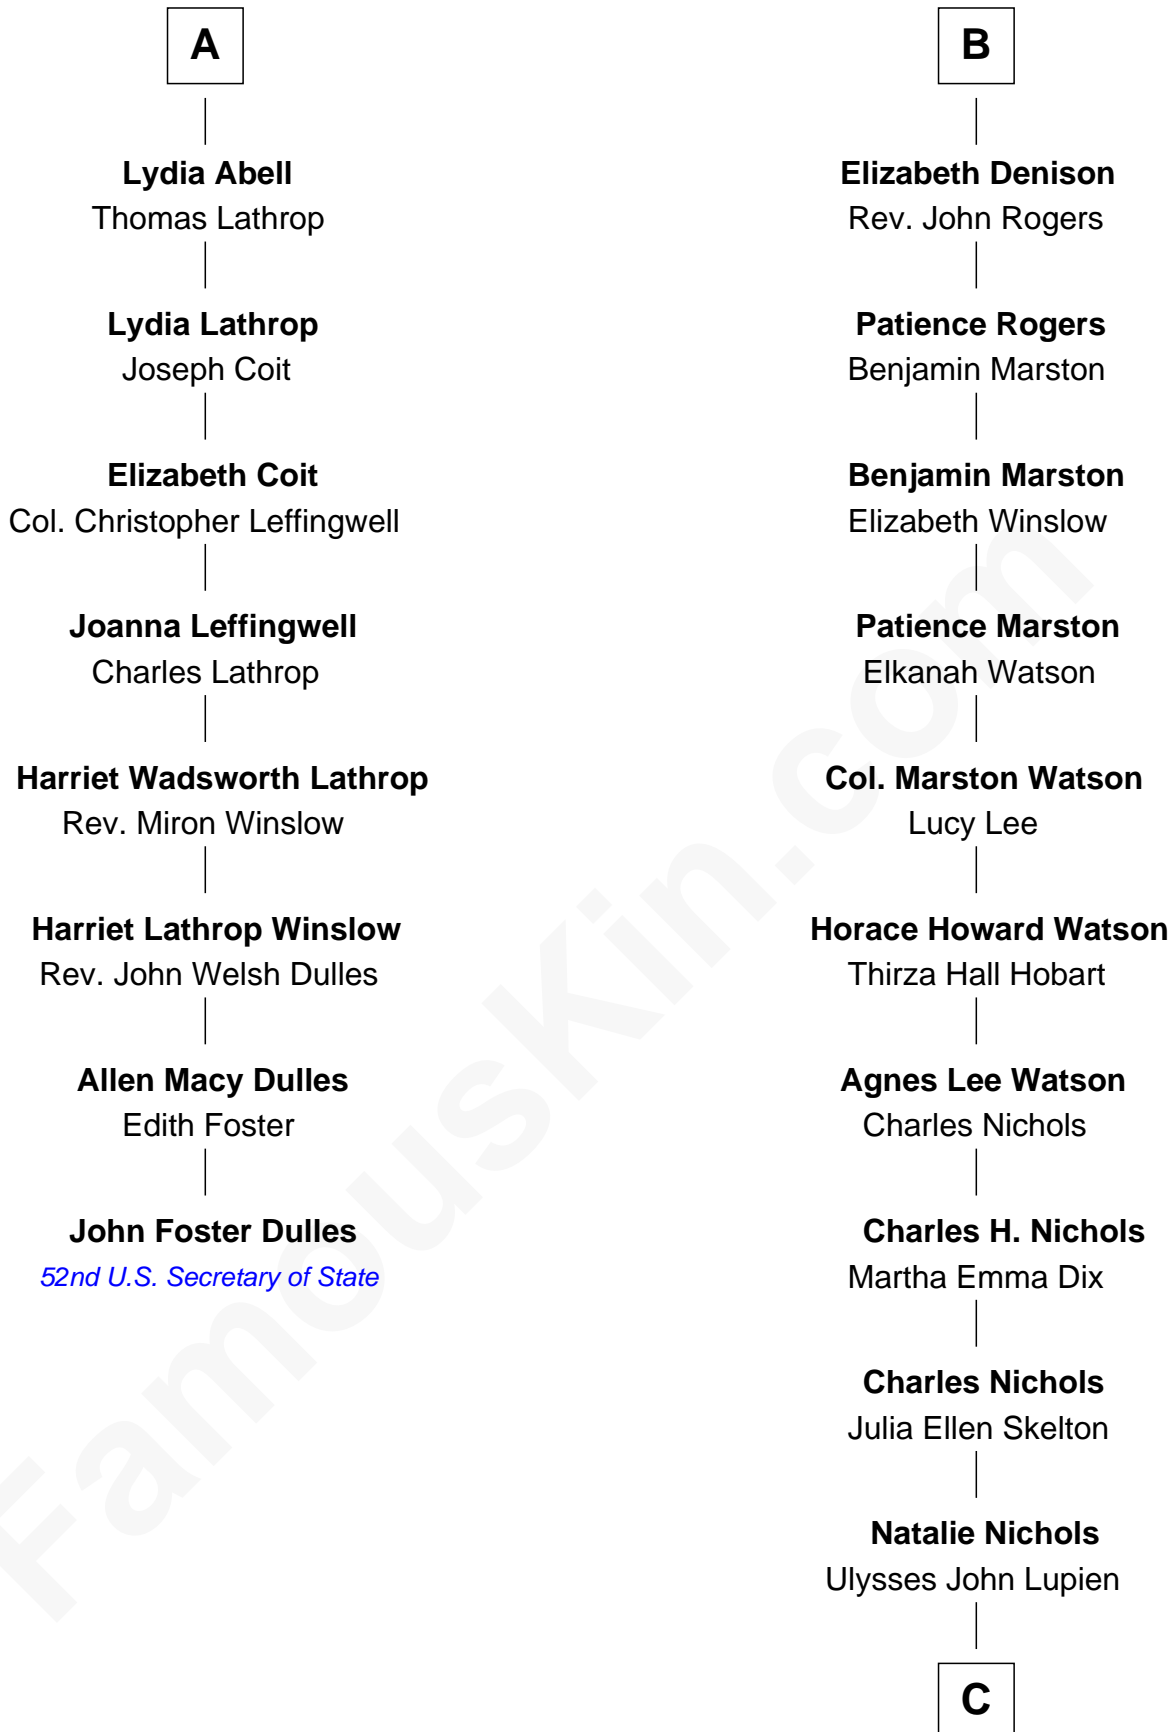 A
Lydia Abell
Thomas Lathrop
Lydia Lathrop
Joseph Coit
Elizabeth Coit
Col. Christopher Leffingwell
Joanna Leffingwell
Charles Lathrop
Harriet Wadsworth Lathrop
Rev. Miron Winslow
Harriet Lathrop Winslow
Rev. John Welsh Dulles
Allen Macy Dulles
Edith Foster
John Foster Dulles
52nd U.S. Secretary of State
B
Elizabeth Denison
Rev. John Rogers
Patience Rogers
Benjamin Marston
Benjamin Marston
Elizabeth Winslow
Patience Marston
Elkanah Watson
Col. Marston Watson
Lucy Lee
Horace Howard Watson
Thirza Hall Hobart
Agnes Lee Watson
Charles Nichols
Charles H. Nichols
Martha Emma Dix
Charles Nichols
Julia Ellen Skelton
Natalie Nichols
Ulysses John Lupien
C
FamousKin.com